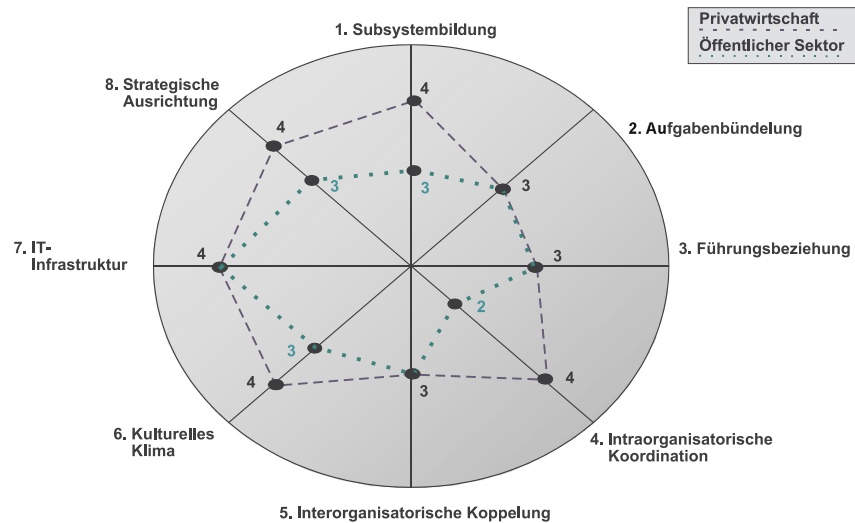 Privatwirtschaft
Öffentlicher Sektor
1. Subsystembildung
8. Strategische
Ausrichtung
2. Aufgabenbündelung
7. IT-
Infrastruktur
3. Führungsbeziehung
6. Kulturelles
Klima
4. Intraorganisatorische
Koordination
5. Interorganisatorische Koppelung
4
4
3
3
3
4
3
2
3
4
3
4